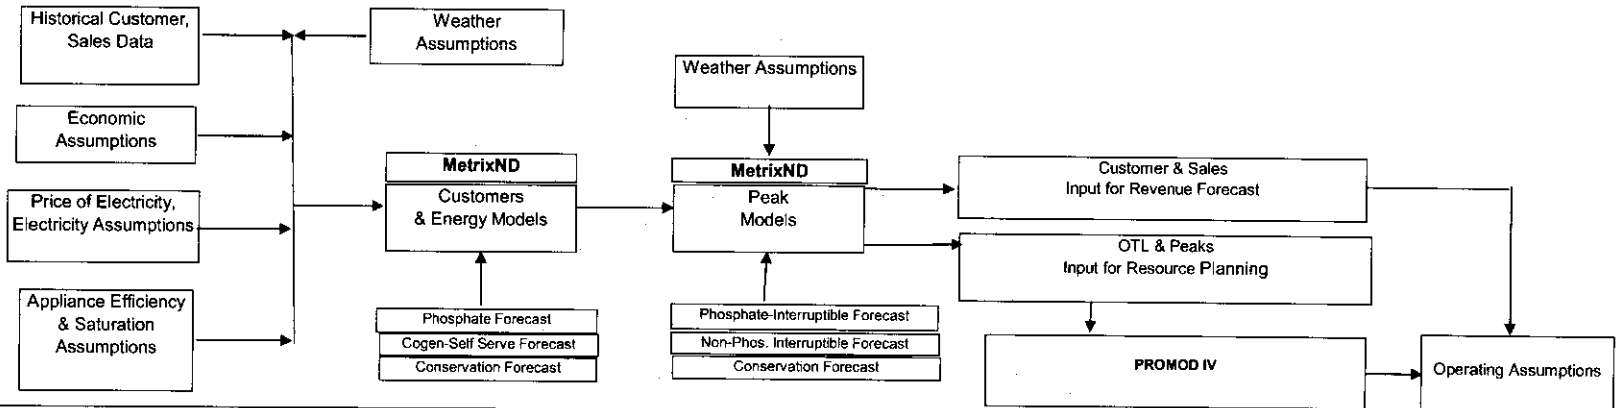 Historical Customer,
Sales Data
Weather
Assumptions
Weather Assumptions
Economic
Assumptions
MetrixND
Customers
& Energy Models
MetrixND
Peak
Models
Customer & Sales
Input for Revenue Forecast
Price of Electricity,
Electricity Assumptions
OTL & Peaks
Input for Resource Planning
Appliance Efficiency
& Saturation
Assumptions
Phosphate Forecast
Cogen-Self Serve Forecast
Conservation Forecast
Phosphate-Interruptible Forecast
Non-Phos. Interruptible Forecast
Conservation Forecast
PROMOD IV
Operating Assumptions